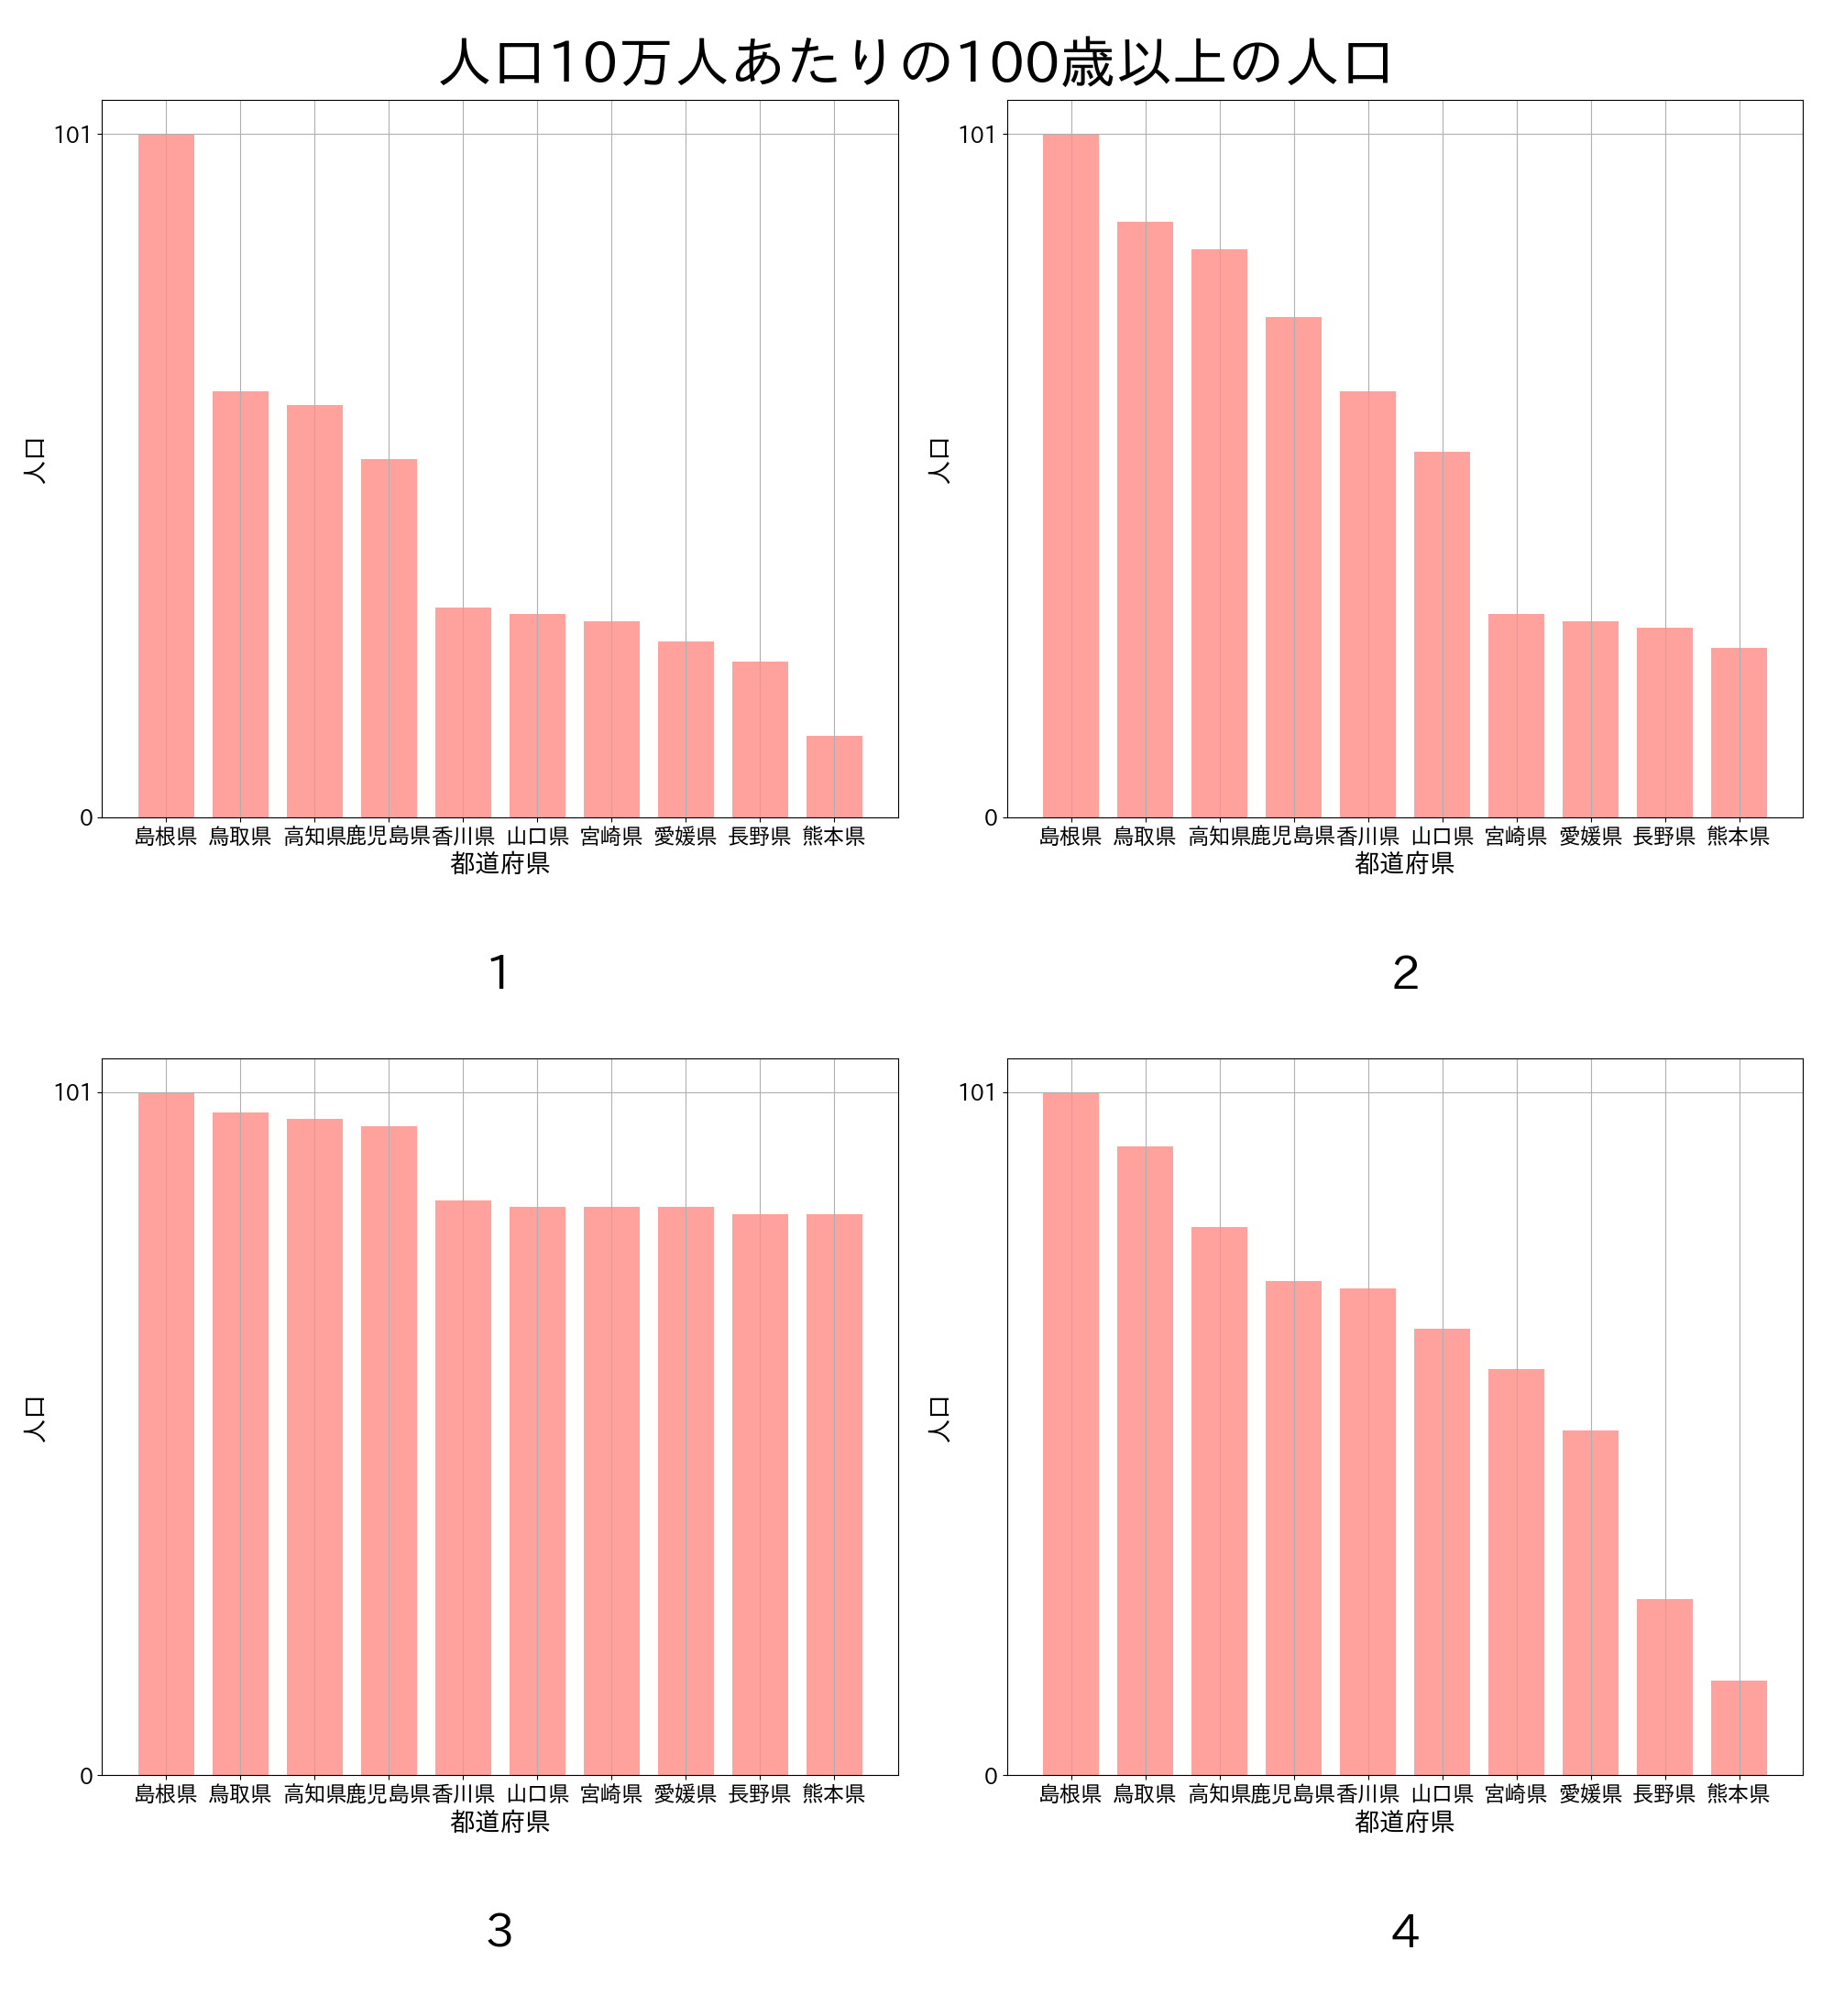 人口10万人あたりの100歳以上の人口
101
0
人口
島根県 鳥取県 高知県 鹿児島県 香川県 山口県 宮崎県 愛媛県 長野県 熊本県
都道府県
1
101
0
人口
島根県 鳥取県 高知県 鹿児島県 香川県 山口県 宮崎県 愛媛県 長野県 熊本県
都道府県
2
101
0
人口
島根県 鳥取県 高知県 鹿児島県 香川県 山口県 宮崎県 愛媛県 長野県 熊本県
都道府県
3
101
0
人口
島根県 鳥取県 高知県 鹿児島県 香川県 山口県 宮崎県 愛媛県 長野県 熊本県
都道府県
4